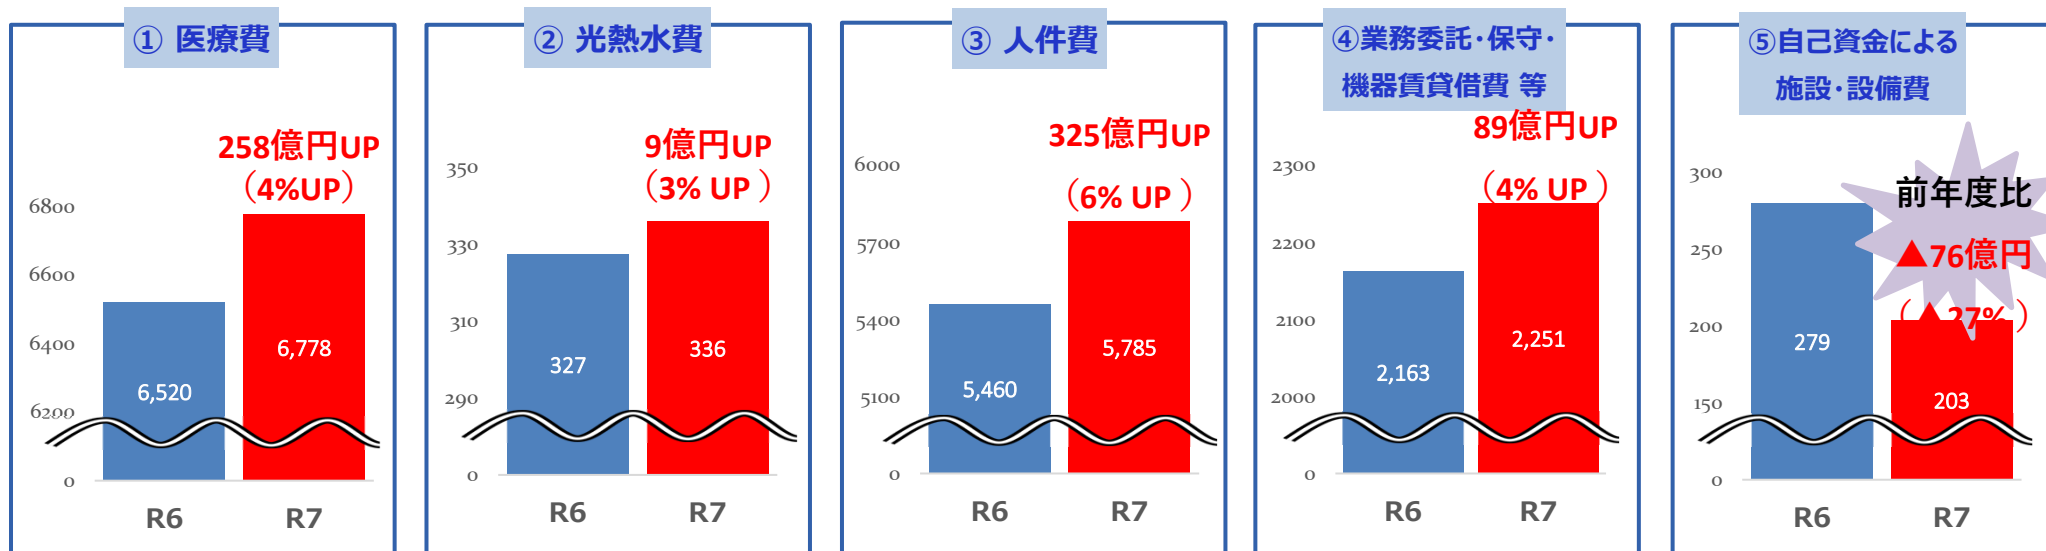 ① 医療費
258億円UP
（4%UP）
6800
6600
6400
6200
0
6,520
6,778
R6
R7
② 光熱水費
9億円UP
（3% UP ）
350
330
310
290
0
327
336
R6
R7
③ 人件費
325億円UP
（6% UP ）
6000
5700
5400
5100
0
5,460
5,785
R6
R7
④業務委託・保守・
機器賃貸借費 等
89億円UP
（4% UP ）
2300
2200
2100
2000
0
2,163
2,251
R6
R7
⑤自己資金による
施設・設備費
前年度比
▲76億円
（▲27% ）
300
250
200
150
0
279
203
R6
R7